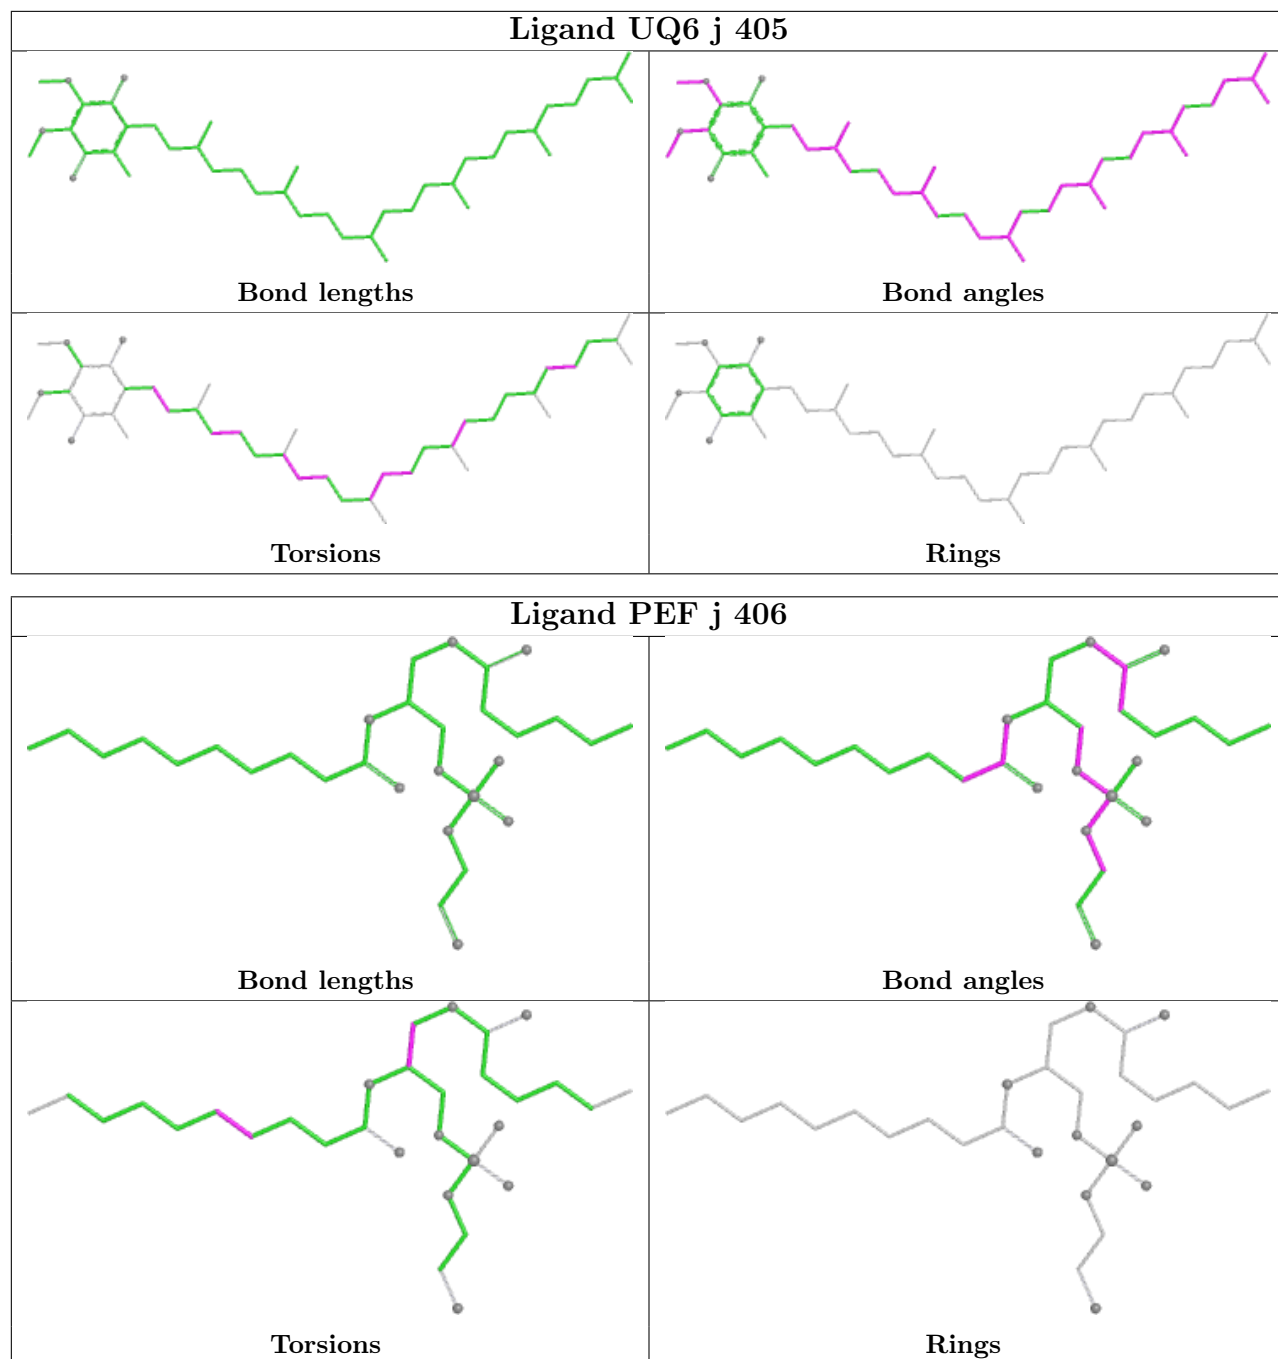 Ligand UQ6 j 405
Bond lengths
Bond angles
Torsions
Rings
Ligand PEF j 406
Bond lengths
Bond angles
Torsions
Rings